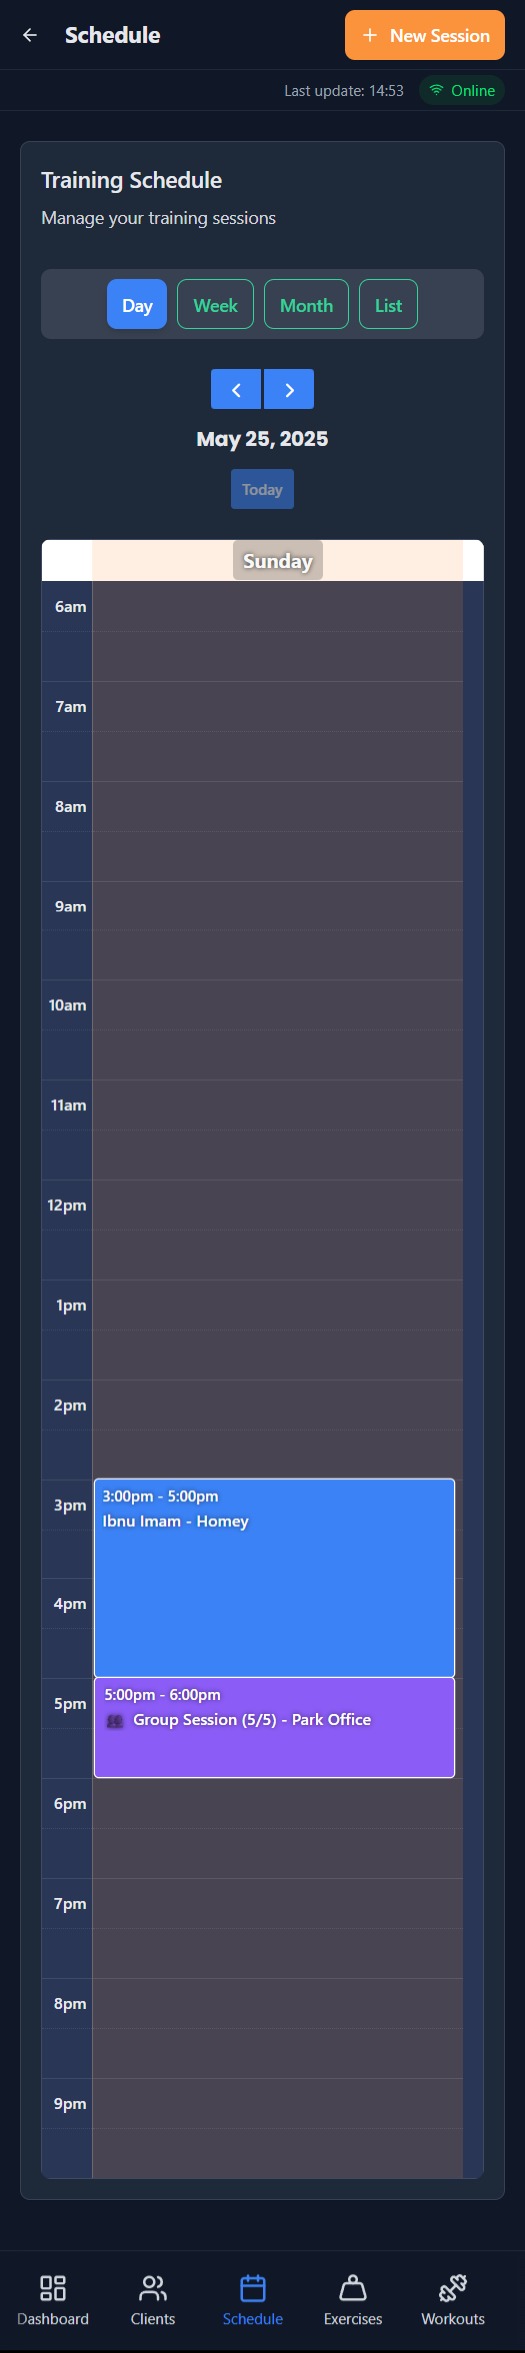 Schedule
New Session
Last update: 14:53
Online
Training Schedule
Manage your training sessions
Day
Week
Month
List
May 25, 2025
Today
Sunday
6am
7am
8am
9am
10am
11am
12pm
1pm
2pm
3pm
3:00pm - 5:00pm
Ibnu Imam - Homey
4pm
5pm
5:00pm - 6:00pm
Group Session (5/5) - Park Office
6pm
7pm
8pm
9pm
Dashboard
Clients
Schedule
Exercises
Workouts